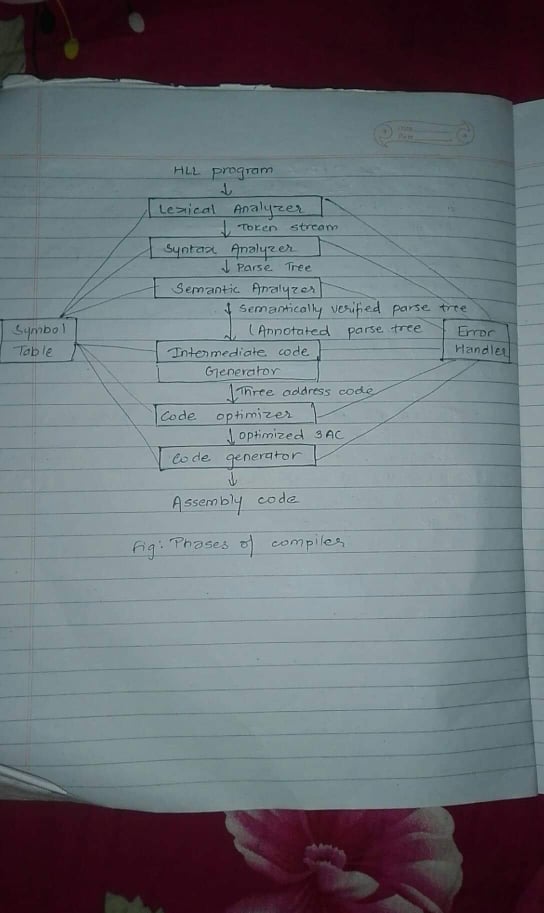 HLL program
Lexical Analyzer
Token stream
Syntax Analyzer
Parse Tree
Semantic Analyzer
Semantically verified parse tree
(Annotated parse tree
Symbol
Table
Error
Handler
Intermediate code
Generator
Three address code
Code optimizer
optimized 3AC
Code generator
Assembly code
Fig: Phases of compiler